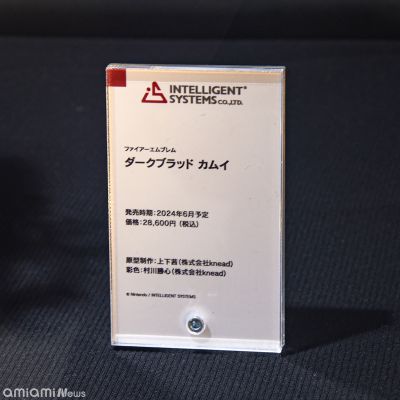 INTELLIGENT
SYSTEMS CO.,LTD.
ファイアーエムブレム
ダークブラッド カムイ
発売時期：2024年6月予定
価格：28,600円（税込）
原型制作：上下茜（株式会社knead）
彩色：村川勝心（株式会社knead）
© Nintendo / INTELLIGENT SYSTEMS
amiami News